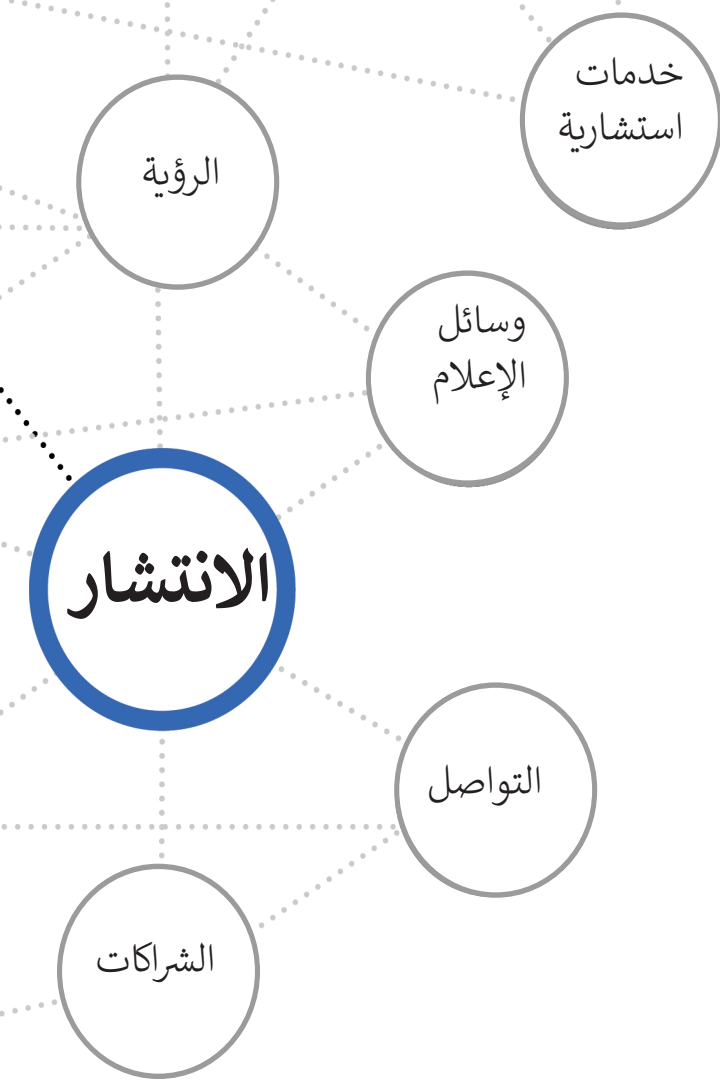 خدمات
استشارية
الرؤية
وسائل
الإعلام
الانتشار
التواصل
الشراكات